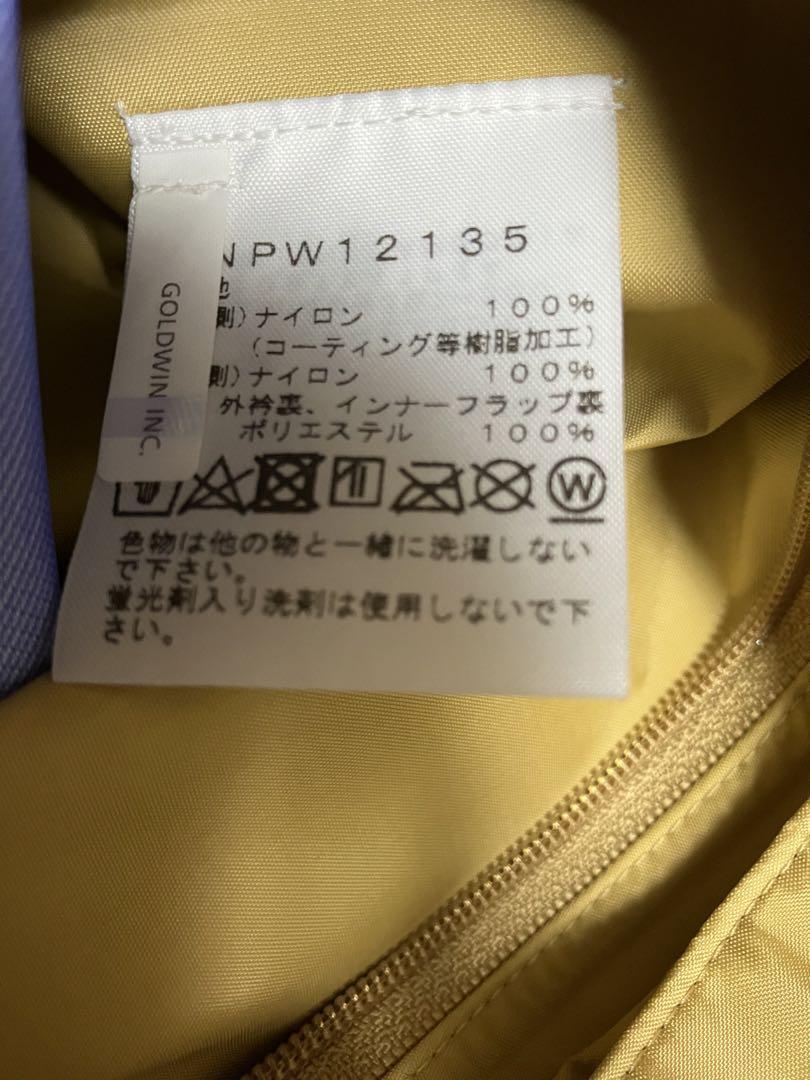 NPW12135
地
側)ナイロン 100%
(コーティング等樹脂加工)
側)ナイロン 100%
外衿裏、インナーフラップ裏
ポリエステル 100%
W
色物は他の物と一緒に洗濯しない
で下さい。
蛍光剤入り洗剤は使用しないで下
さい。
GOLDWIN INC.